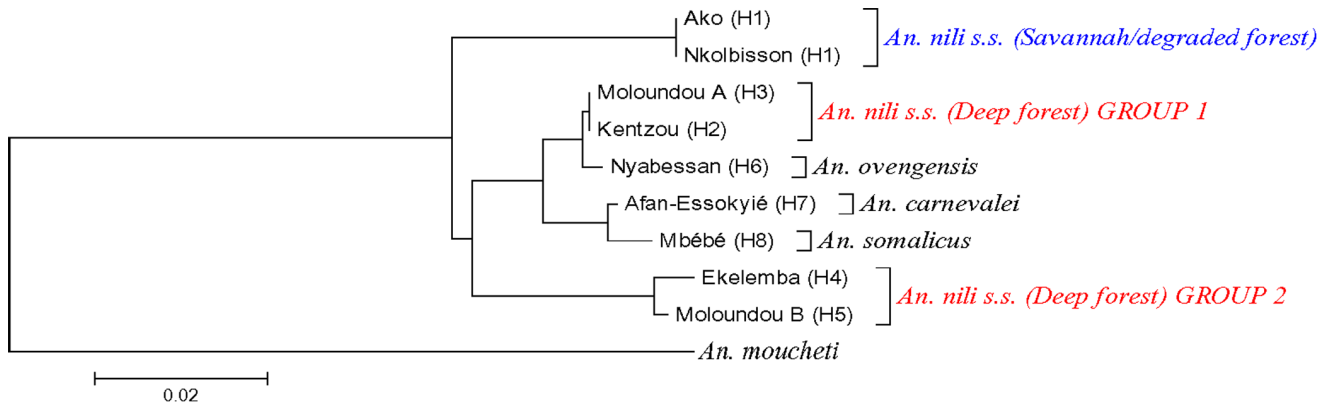 Ako (H1)
An. nili s.s. (Savannah/degraded forest)
Nkolbisson (H1)
Moloundou A (H3)
An. nili s.s. (Deep forest) GROUP 1
Kentzou (H2)
Nyabessan (H6) An. ovengensis
Afan-Essokyié (H7) An. carnevalei
Mbébé (H8) An. somalicus
Ekelemba (H4)
An. nili s.s. (Deep forest) GROUP 2
Moloundou B (H5)
An. moucheti
0.02